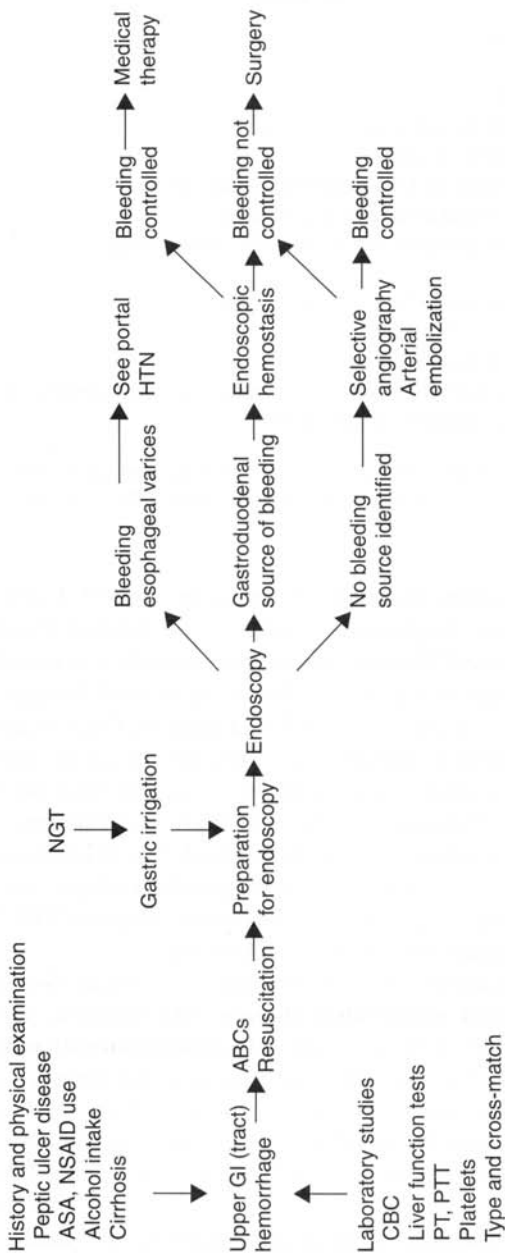 History and physical examination
Peptic ulcer disease
ASA, NSAID use
Alcohol intake
Cirrhosis
Upper GI (tract)
hemorrhage
Laboratory studies
CBC
Liver function tests
PT, PTT
Platelets
Type and cross-match
ABCs
Resuscitation
NGT
Gastric irrigation
Preparation
for endoscopy
Endoscopy
Bleeding
esophageal varices
See portal
HTN
Gastroduodenal
source of bleeding
Endoscopic
hemostasis
Bleeding
controlled
Medical
therapy
Bleeding not
controlled
Surgery
No bleeding
source identified
Selective
angiography
Arterial
embolization
Bleeding
controlled